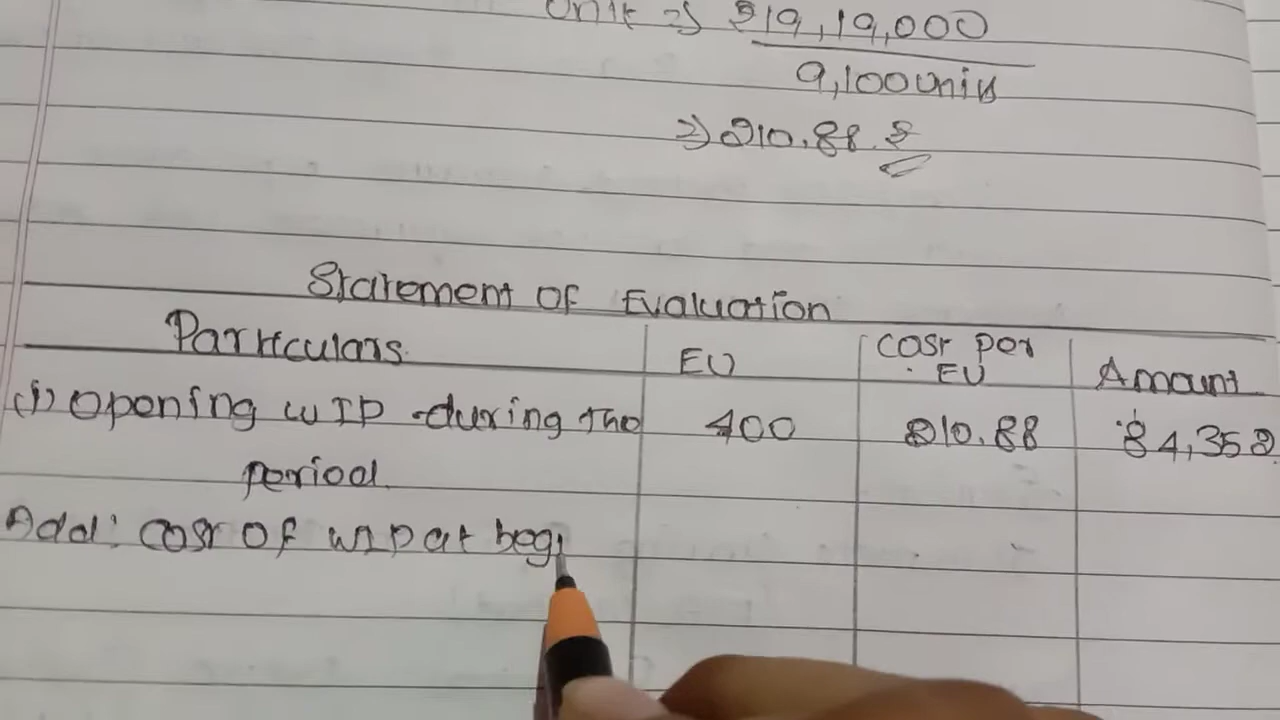 Unit ⇒ ₹19,19,000
9,100 units
⇒ 210.88 ₹
Statement of Evaluation
Particulars EU cost per EU Amount
(i) Opening WIP during the period 400 210.88 84,352
Add: cost of WIP at begi